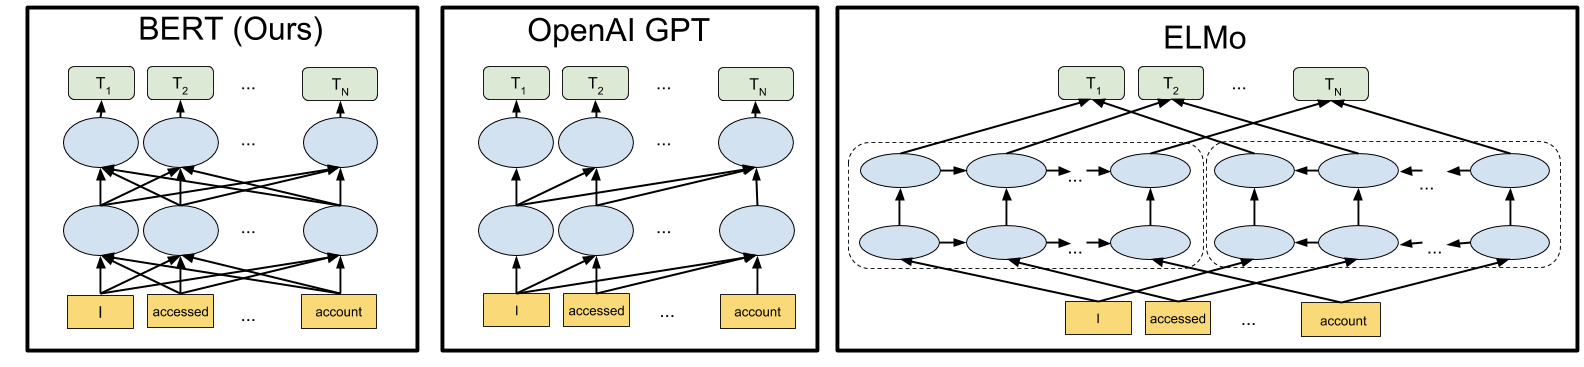 BERT (Ours)
T1 T2 ... TN
...
...
I accessed ... account
OpenAI GPT
T1 T2 ... TN
...
...
I accessed ... account
ELMo
T1 T2 ... TN
... ...
... ...
I accessed ... account